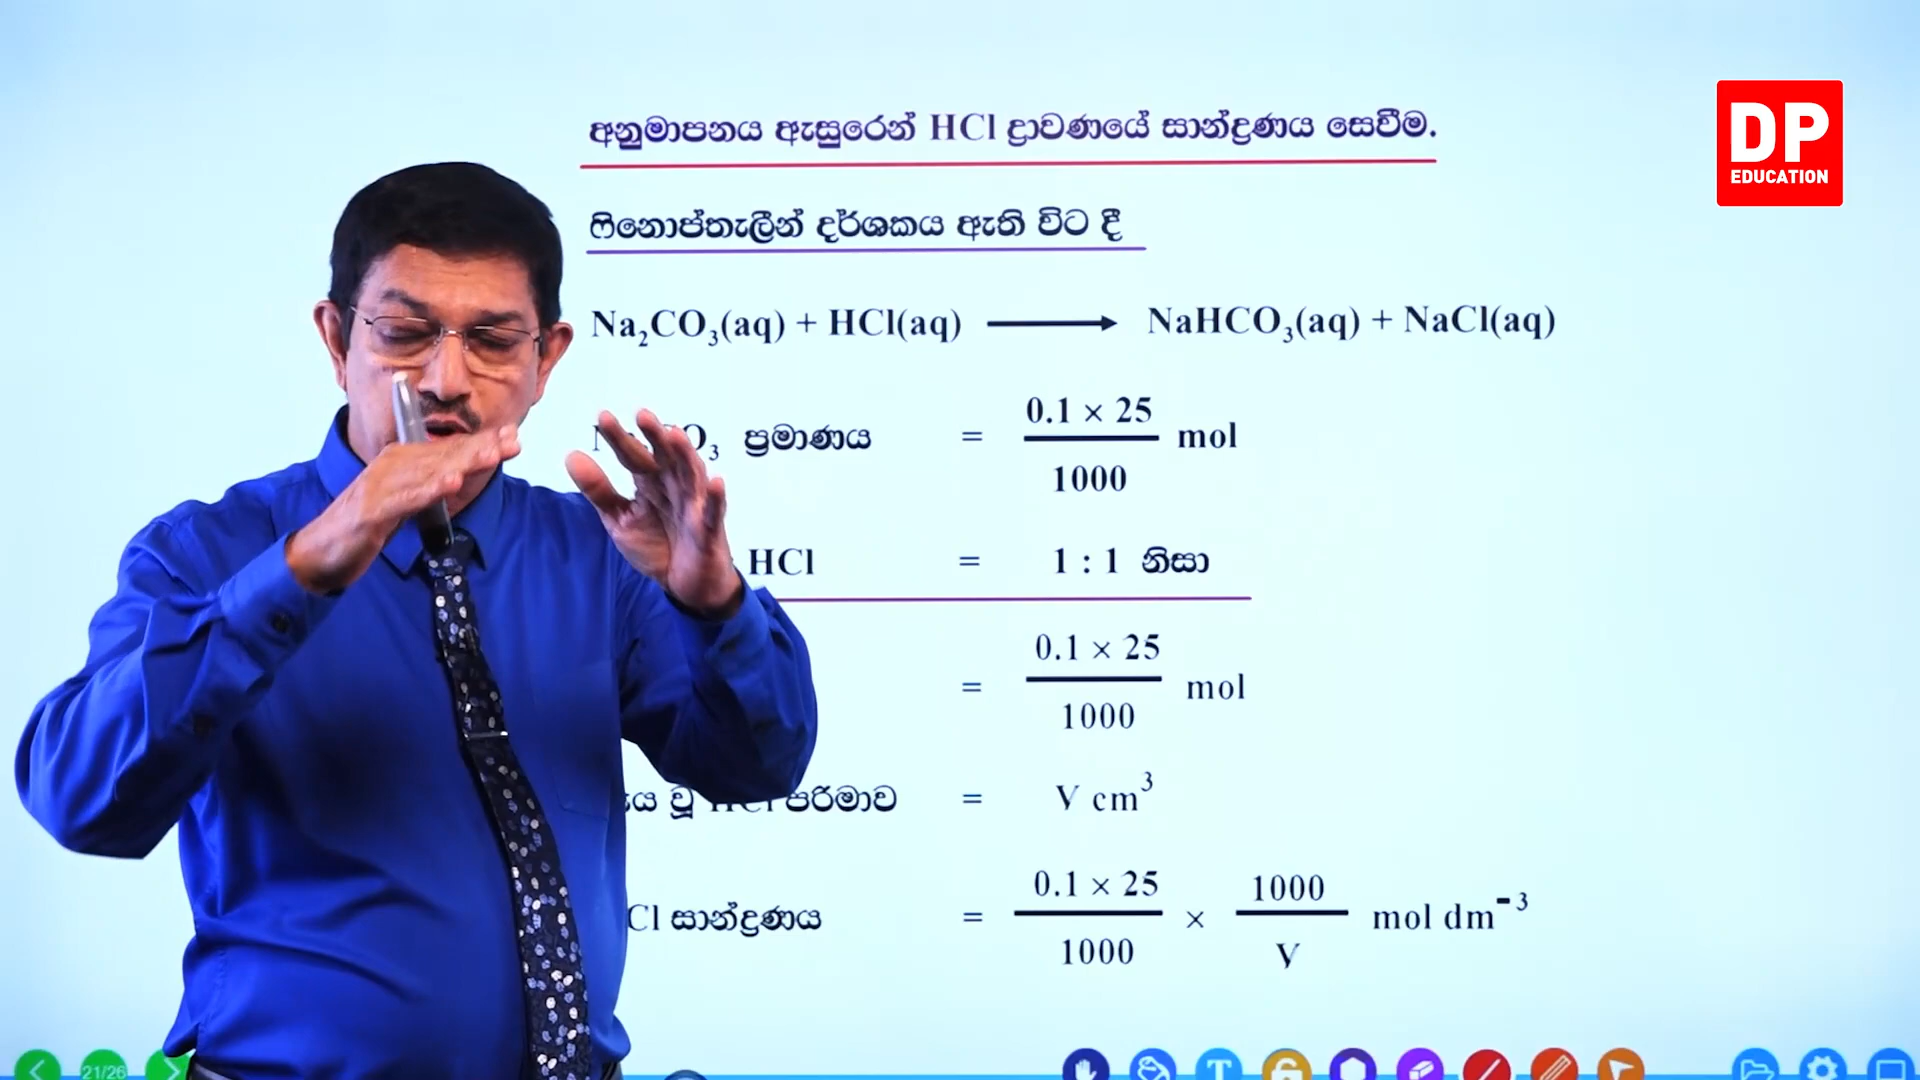 DP
EDUCATION
අනුමාපනය ඇසුරෙන් HCl ද්‍රාවණයේ සාන්ද්‍රණය සෙවීම.
ෆිනොප්තැලීන් දර්ශකය ඇති විට දී
Na₂CO₃(aq) + HCl(aq) ⟶ NaHCO₃(aq) + NaCl(aq)
ප්‍රමාණය = 0.1 × 25 / 1000 mol
HCl = 1 : 1 නිසා
= 0.1 × 25 / 1000 mol
වූ HCl පරිමාව = V cm³
Cl සාන්ද්‍රණය = 0.1 × 25 / 1000 × 1000 / V mol dm⁻³
21/26